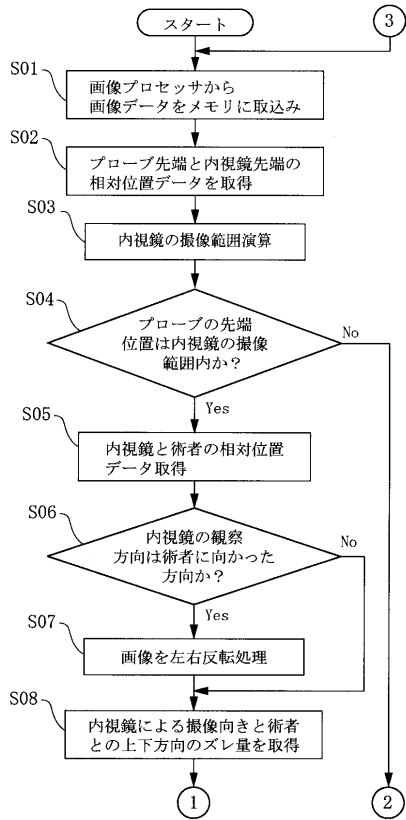 スタート
3
S01
画像プロセッサから
画像データをメモリに取込み
S02
プローブ先端と内視鏡先端の
相対位置データを取得
S03
内視鏡の撮像範囲演算
S04
プローブの先端
位置は内視鏡の撮像
範囲内か？
No
Yes
S05
内視鏡と術者の相対位置
データ取得
S06
内視鏡の観察
方向は術者に向かった
方向か？
No
Yes
S07
画像を左右反転処理
S08
内視鏡による撮像向きと術者
との上下方向のズレ量を取得
1
2